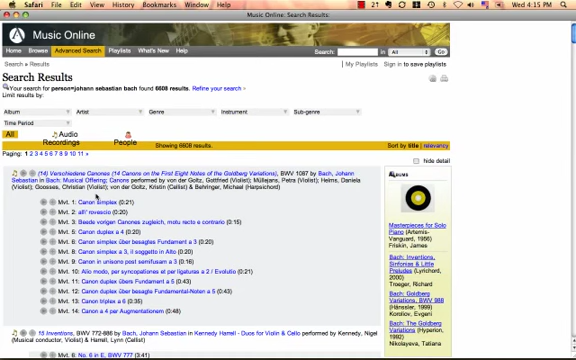 Safari File Edit View History Bookmarks Window Help 21 Wed 4:15 PM
Music Online: Search Results:
Music Online
Home Browse Advanced Search Playlists What's New Help Search: in All Go
Search » Results My Playlists Sign in to save playlists
Search Results
Your search for person=johann sebastian bach found 6608 results. Refine your search ›
Limit results by:
Album Artist Genre Instrument Sub-genre
Time Period
All Audio Recordings People
Showing 6608 results Sort by title | relevancy
Paging: 1 2 3 4 5 6 7 8 9 10 11 »
hide detail
(14) Verschiedene Canones (14 Canons on the First Eight Notes of the Goldberg Variations), BWV 1087 by Bach, Johann
Sebastian in Bach: Musical Offering; Canons performed by von der Goltz, Gottfried (Violist); Müllejans, Petra (Violist); Heims, Daniela
(Violist); Goosses, Christian (Violist); von der Goltz, Kristin (Cellist) & Behringer, Michael (Harpsichord)
Mvt. 1: Canon simplex (0:21)
Mvt. 2: all' rovescio (0:20)
Mvt. 3: Beede vorigen Canones zugleich, motu recto e contrario (0:15)
Mvt. 5: Canon duplex a 4 (0:20)
Mvt. 6: Canon simplex über besagtes Fundament a 3 (0:20)
Mvt. 8: Canon simplex a 3, il soggetto in Alto (0:20)
Mvt. 9: Canon in unisono post semifusam a 3 (0:16)
Mvt. 10: Alio modo, per syncopationes et per ligaturas a 2 / Evolutio (0:21)
Mvt. 11: Canon duplex übers Fundament a 5 (0:43)
Mvt. 12: Canon duplex über besagte Fundamental-Noten a 5 (0:43)
Mvt. 13: Canon triplex a 6 (0:35)
Mvt. 14: Canon a 4 per Augmentationem (0:48)
15 Inventions, BWV 772-786 by Bach, Johann Sebastian in Kennedy Harrell - Duos for Violin & Cello performed by Kennedy, Nigel
(Musical soloist) & Harrell, Lynn (Cellist)
Mvt. 6: No. 6 in E, BWV 777 (3:41)
ALBUMS
Masterpieces for Solo
Piano (Artemis-
Vanguard, 1986)
Friskin, James
Bach: Inventions,
Sinfonias & Little
Preludes (Lyrichord,
2000)
Troeger, Richard
Bach: Goldberg
Variations, BWV 988
(Hänssler, 1999)
Koroliov, Evgeni
Bach: The Goldberg
Variations (Hyperion,
1992)
Nikolayeva, Tatiana